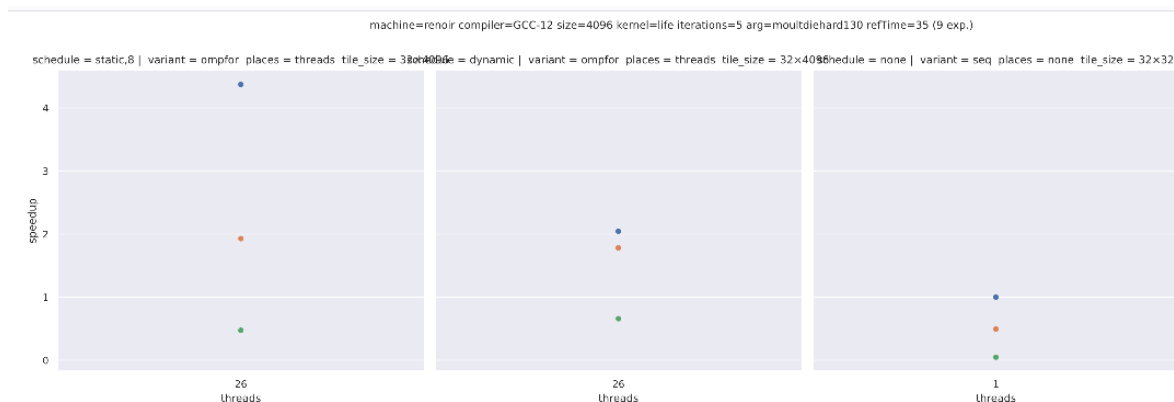 machine=renoir compiler=GCC-12 size=4096 kernel=life iterations=5 arg=moultdiehard130 refTime=35 (9 exp.)
schedule = static,8 | variant = ompfor places = threads tile_size = 32×4096
schedule = dynamic | variant = ompfor places = threads tile_size = 32×4096
schedule = none | variant = seq places = none tile_size = 32×32
speedup
4
3
2
1
0
26
26
1
threads
threads
threads